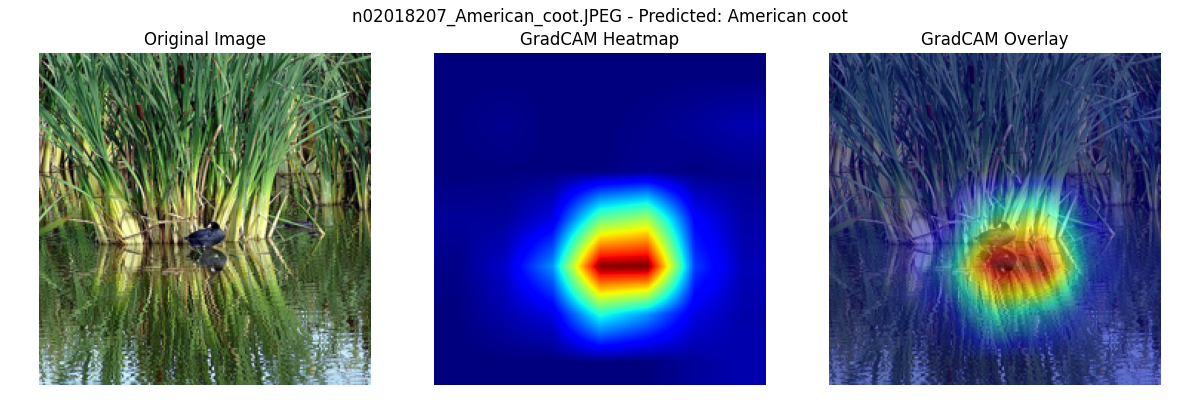 n02018207_American_coot.JPEG - Predicted: American coot
Original Image
GradCAM Heatmap
GradCAM Overlay